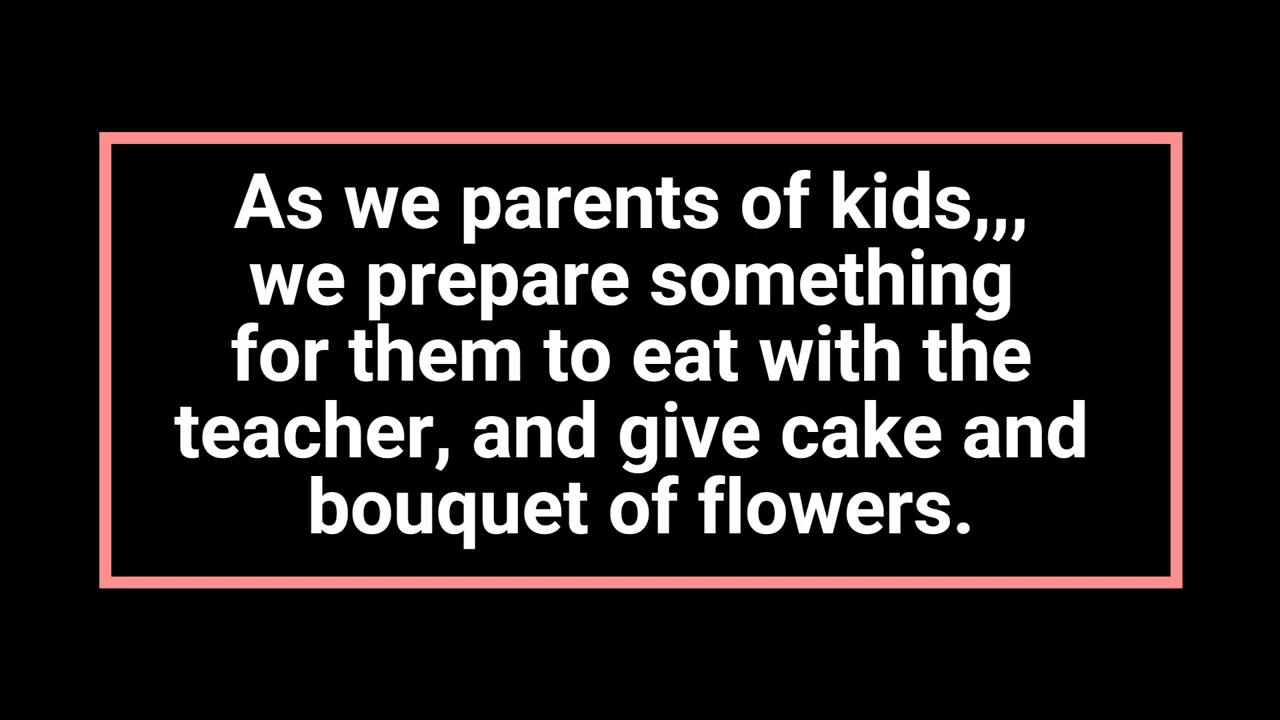 As we parents of kids,,,
we prepare something
for them to eat with the
teacher, and give cake and
bouquet of flowers.